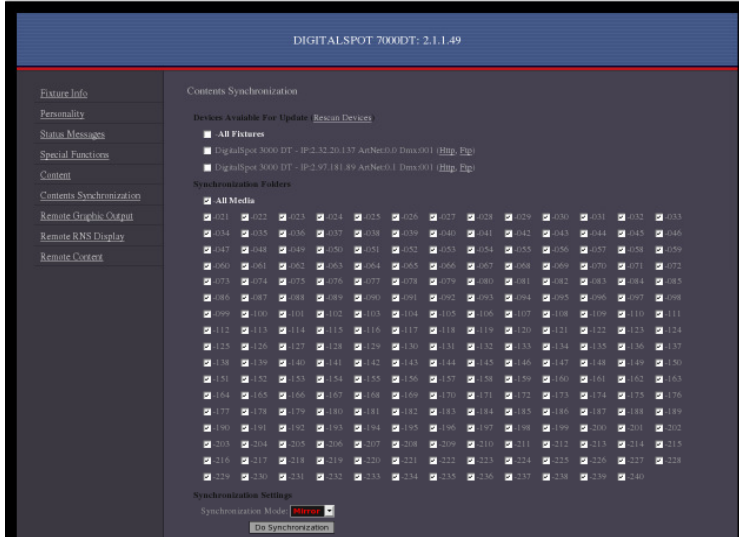 DIGITALSPOT 7000DT: 2.1.1.49
Fixture Info
Personality
Status Messages
Special Functions
Content
Contents Synchronization
Remote Graphic Output
Remote RNS Display
Remote Content
Contents Synchronization
Devices Avaiable For Update (Rescan Devices)
-All Fixtures
DigitalSpot 3000 DT - IP:2.32.20.137 ArtNet:0.0 Dmx:001 (Http, Ftp)
DigitalSpot 3000 DT - IP:2.97.181.89 ArtNet:0.1 Dmx:001 (Http, Ftp)
Synchronization Folders
-All Media
-021 -022 -023 -024 -025 -026 -027 -028 -029 -030 -031 -032 -033
-034 -035 -036 -037 -038 -039 -040 -041 -042 -043 -044 -045 -046
-047 -048 -049 -050 -051 -052 -053 -054 -055 -056 -057 -058 -059
-060 -061 -062 -063 -064 -065 -066 -067 -068 -069 -070 -071 -072
-073 -074 -075 -076 -077 -078 -079 -080 -081 -082 -083 -084 -085
-086 -087 -088 -089 -090 -091 -092 -093 -094 -095 -096 -097 -098
-099 -100 -101 -102 -103 -104 -105 -106 -107 -108 -109 -110 -111
-112 -113 -114 -115 -116 -117 -118 -119 -120 -121 -122 -123 -124
-125 -126 -127 -128 -129 -130 -131 -132 -133 -134 -135 -136 -137
-138 -139 -140 -141 -142 -143 -144 -145 -146 -147 -148 -149 -150
-151 -152 -153 -154 -155 -156 -157 -158 -159 -160 -161 -162 -163
-164 -165 -166 -167 -168 -169 -170 -171 -172 -173 -174 -175 -176
-177 -178 -179 -180 -181 -182 -183 -184 -185 -186 -187 -188 -189
-190 -191 -192 -193 -194 -195 -196 -197 -198 -199 -200 -201 -202
-203 -204 -205 -206 -207 -208 -209 -210 -211 -212 -213 -214 -215
-216 -217 -218 -219 -220 -221 -222 -223 -224 -225 -226 -227 -228
-229 -230 -231 -232 -233 -234 -235 -236 -237 -238 -239 -240
Synchronization Settings
Synchronization Mode: Mirror
Do Synchronization